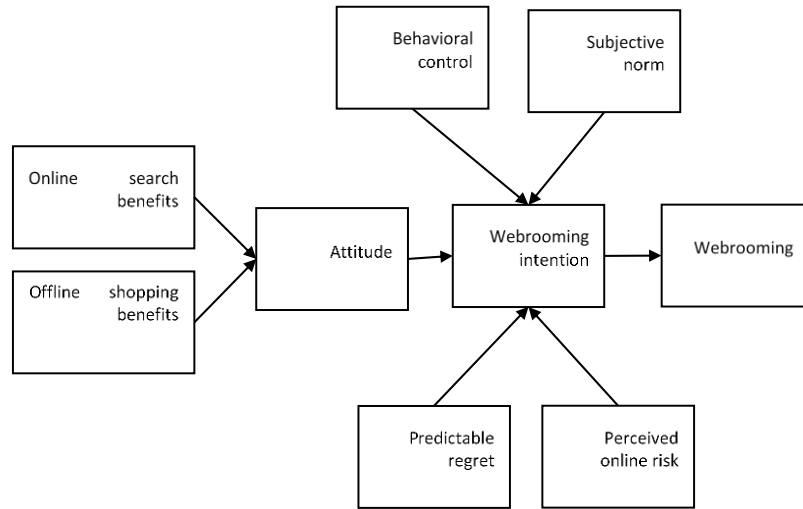 Behavioral
control
Subjective
norm
Online search
benefits
Offline shopping
benefits
Attitude
Webrooming
intention
Webrooming
Predictable
regret
Perceived
online risk